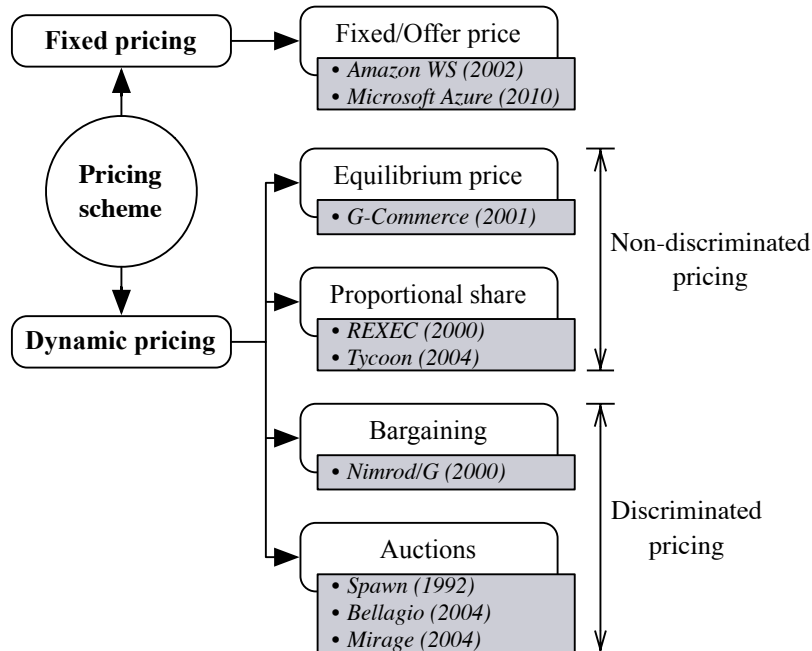 Fixed pricing
Fixed/Offer price
• Amazon WS (2002)
• Microsoft Azure (2010)
Pricing
scheme
Equilibrium price
• G-Commerce (2001)
Non-discriminated
pricing
Proportional share
• REXEC (2000)
• Tycoon (2004)
Dynamic pricing
Bargaining
• Nimrod/G (2000)
Discriminated
pricing
Auctions
• Spawn (1992)
• Bellagio (2004)
• Mirage (2004)